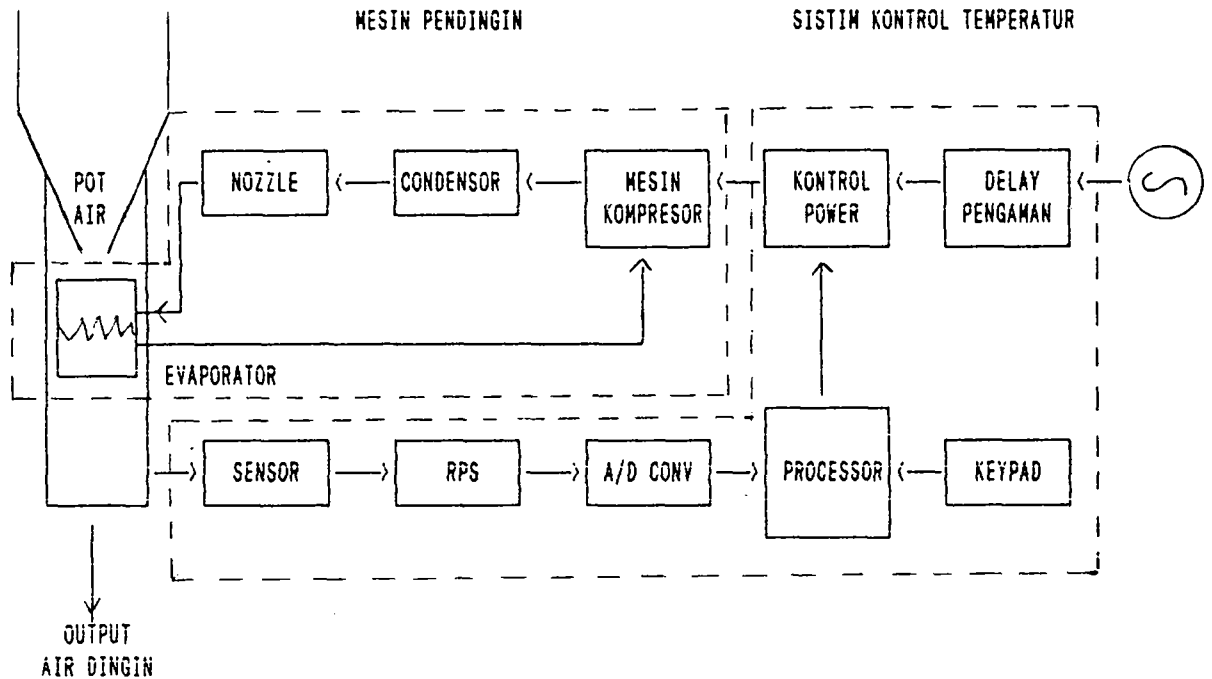 MESIN PENDINGIN
SISTIM KONTROL TEMPERATUR
POT
AIR
NOZZLE
CONDENSOR
MESIN
KOMPRESOR
KONTROL
POWER
DELAY
PENGAMAN
EVAPORATOR
SENSOR
RPS
A/D CONV
PROCESSOR
KEYPAD
OUTPUT
AIR DINGIN